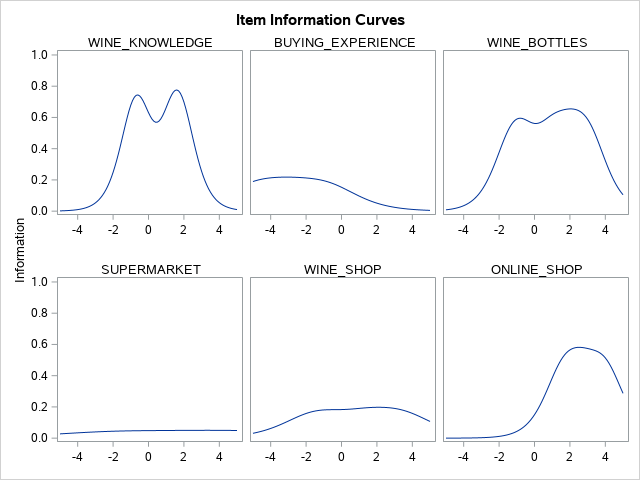 Item Information Curves
WINE_KNOWLEDGE BUYING_EXPERIENCE WINE_BOTTLES
1.0
0.8
0.6
0.4
0.2
0.0
-4 -2 0 2 4 -4 -2 0 2 4 -4 -2 0 2 4
Information
SUPERMARKET WINE_SHOP ONLINE_SHOP
1.0
0.8
0.6
0.4
0.2
0.0
-4 -2 0 2 4 -4 -2 0 2 4 -4 -2 0 2 4